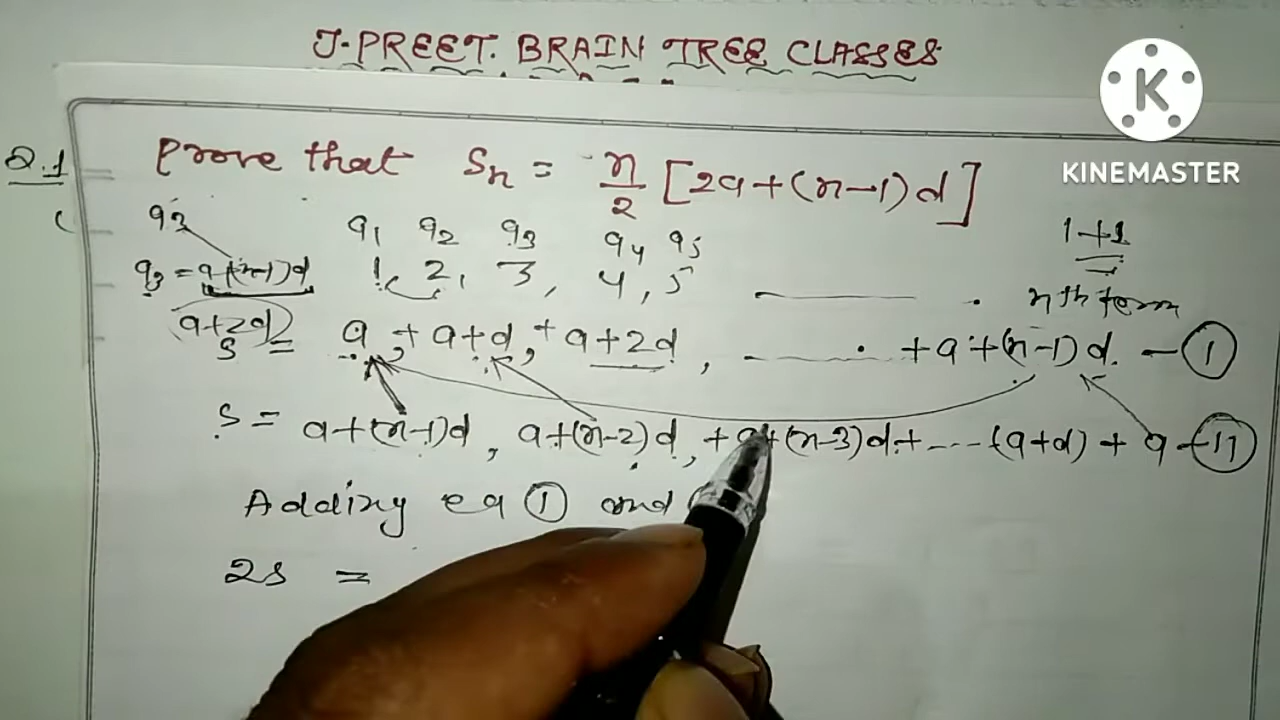 J-PREET. BRAIN TREE CLASSES
KINEMASTER
Q.1 Prove that Sn = n/2 [2a+(n-1)d]
a3 a1 a2 a3 a4 a5 1+1
a3 = a+(n-1)d 1, 2, 3, 4, 5 nth term
a+2d
S = a, + a+d, + a+2d, ........ + a+(n-1)d. - 1
S = a+(n-1)d, a+(n-2)d, + a+(n-3)d + --- (a+d) + a - 11
Adding eq 1 and
2s =